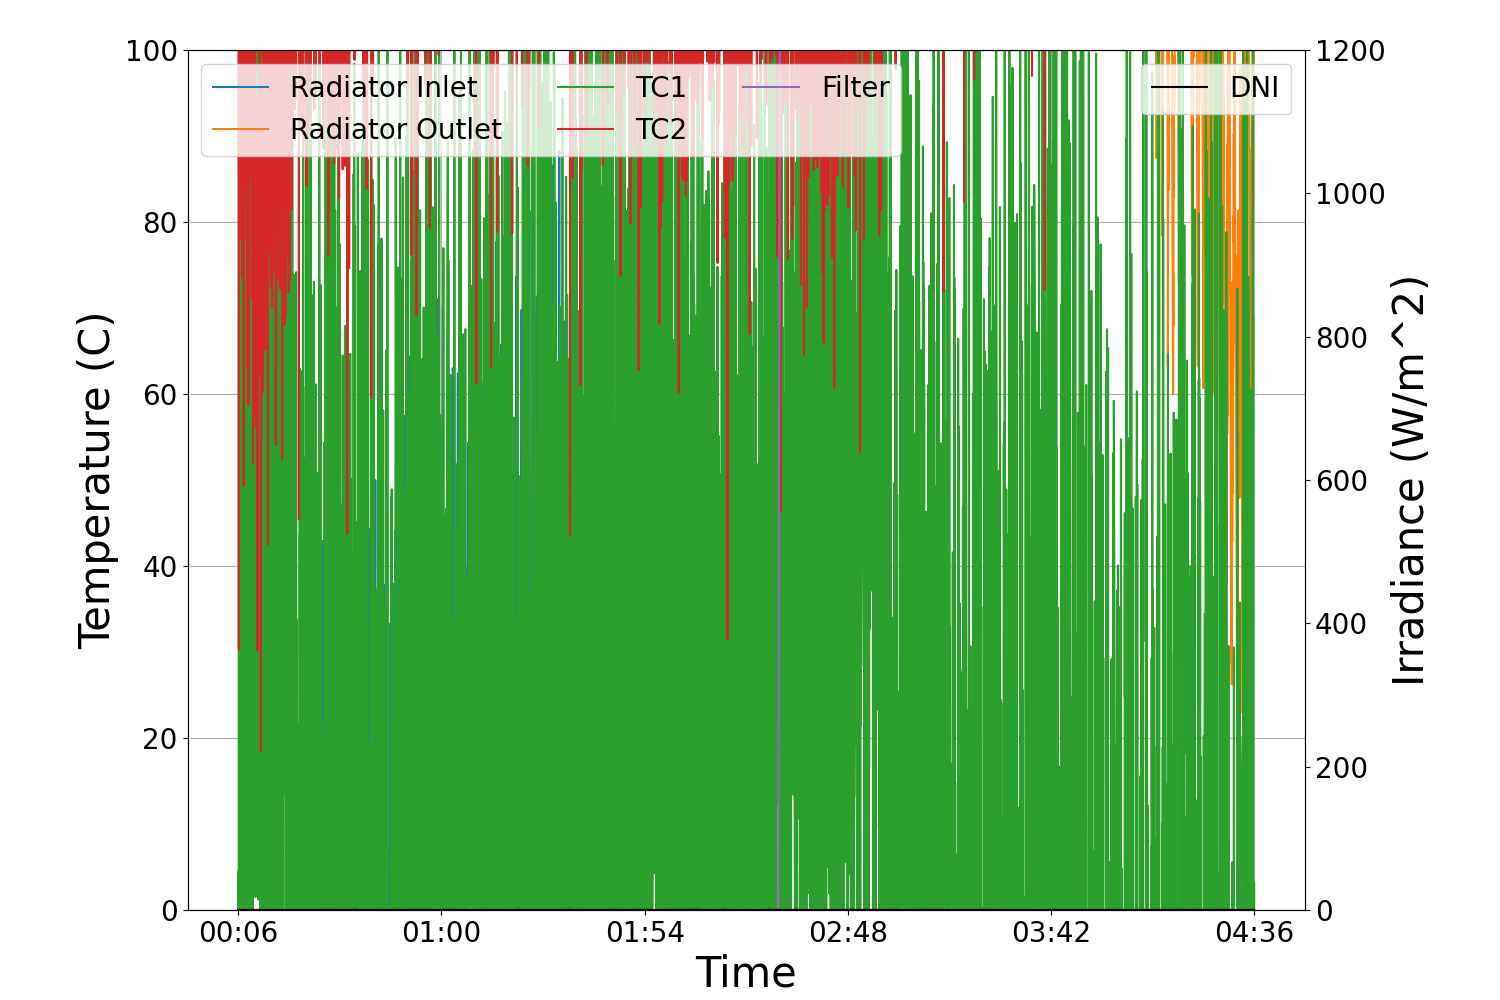 100
80
60
40
20
0
Temperature (C)
Radiator Inlet
Radiator Outlet
TC1
TC2
Filter
DNI
1200
1000
800
600
400
200
0
Irradiance (W/m^2)
00:06
01:00
01:54
02:48
03:42
04:36
Time